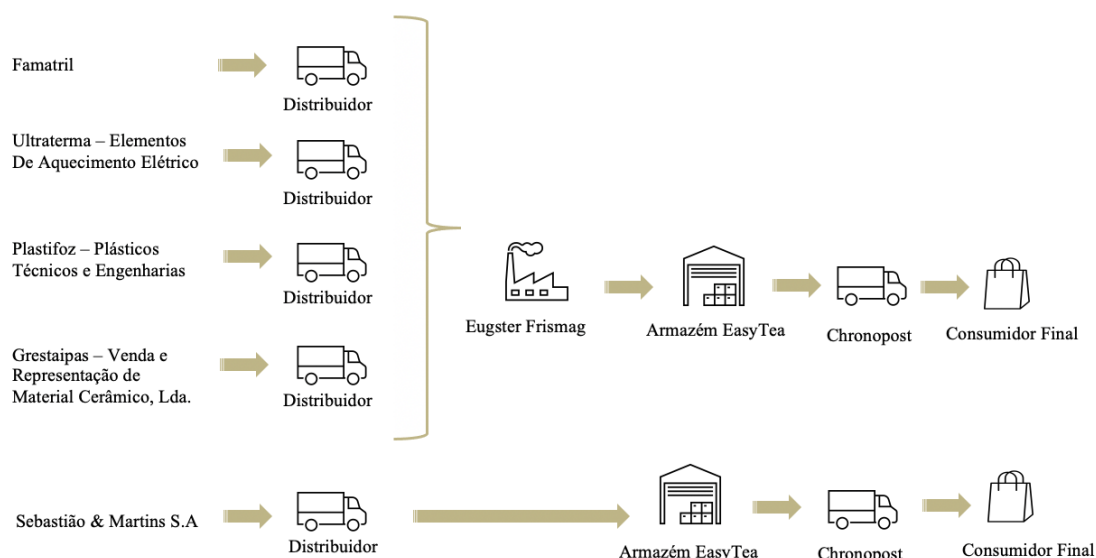 Famatril
Distribuidor
Ultraterma – Elementos
De Aquecimento Elétrico
Distribuidor
Plastifoz – Plásticos
Técnicos e Engenharias
Distribuidor
Grestaipas – Venda e
Representação de
Material Cerâmico, Lda.
Distribuidor
Eugster Frismag
Armazém EasyTea
Chronopost
Consumidor Final
Sebastião & Martins S.A
Distribuidor
Armazém EasyTea
Chronopost
Consumidor Final